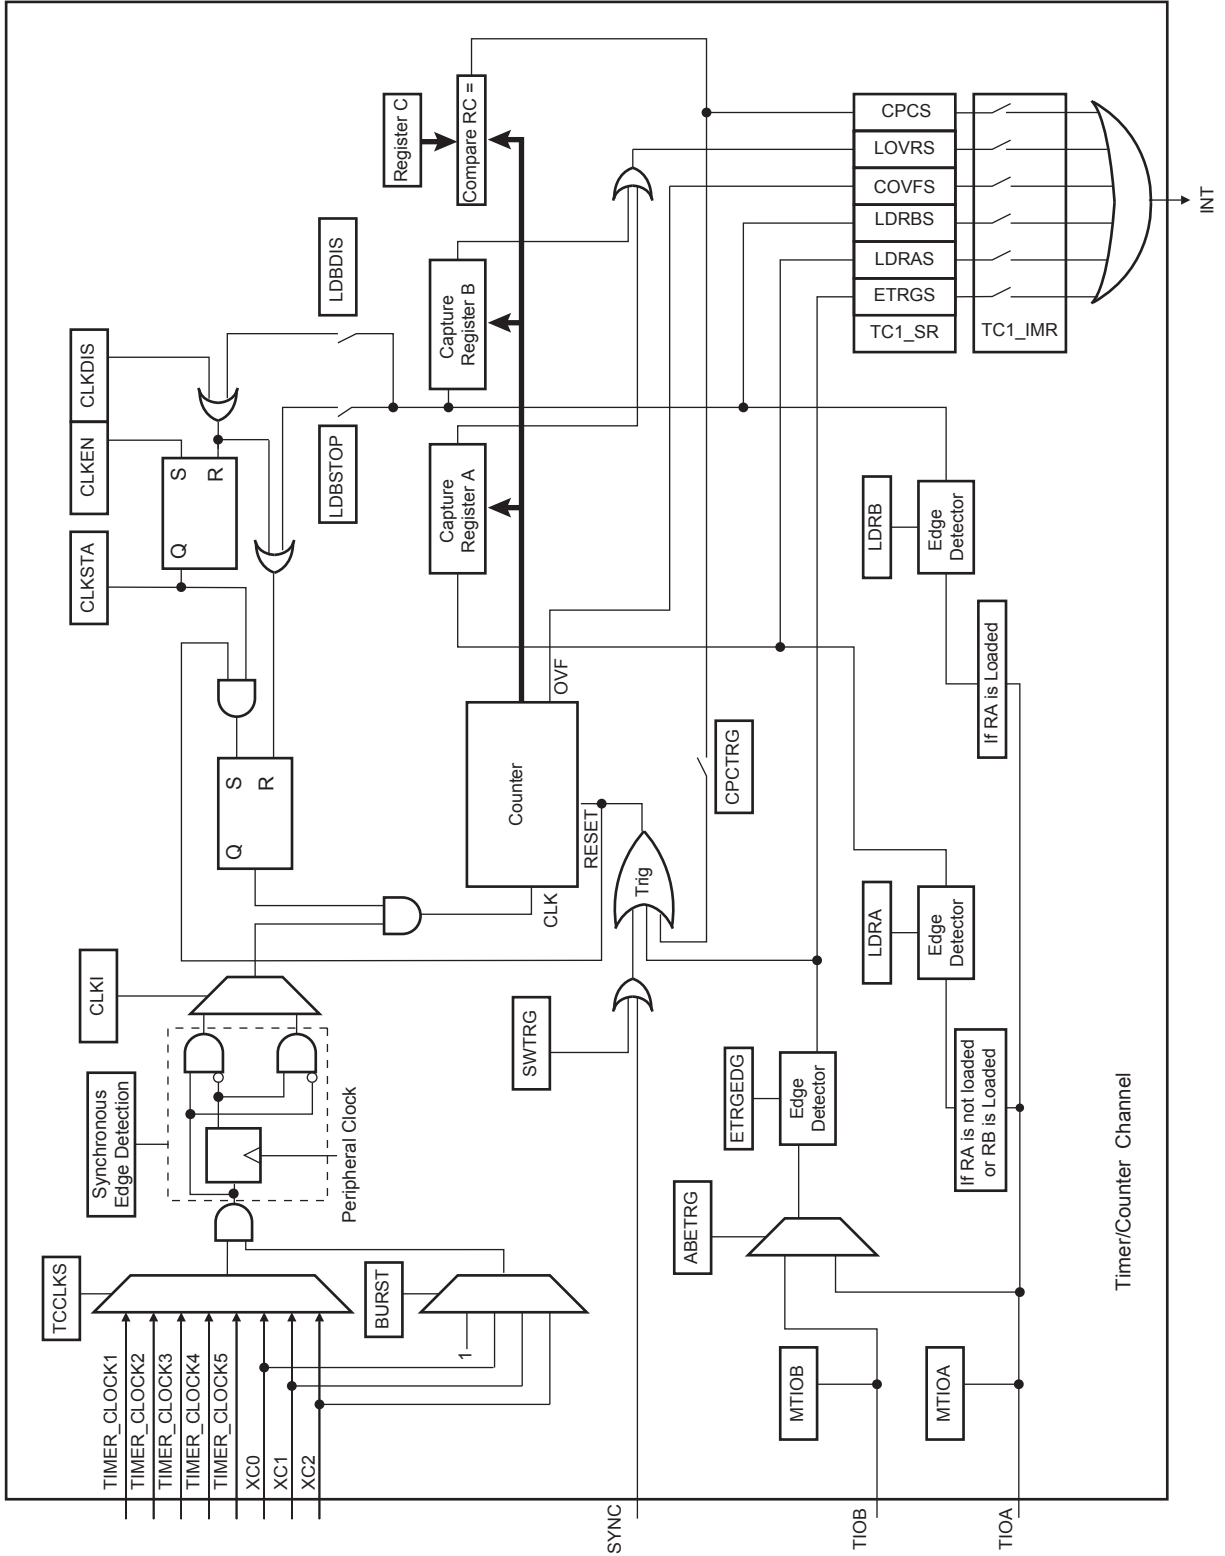 TCCLKS
TIMER_CLOCK1
TIMER_CLOCK2
TIMER_CLOCK3
TIMER_CLOCK4
TIMER_CLOCK5
XC0
XC1
XC2
Synchronous
Edge Detection
CLKI
BURST
1
Peripheral Clock
CLKSTA
CLKEN
CLKDIS
Q
S
R
Q
S
R
LDBSTOP
LDBDIS
Register C
Capture
Register A
Capture
Register B
Compare RC =
SWTRG
CLK
Counter
OVF
RESET
Trig
CPCTRG
SYNC
ABETRG
ETRGEDG
Edge
Detector
MTIOB
TIOB
MTIOA
TIOA
LDRA
Edge
Detector
If RA is not loaded
or RB is Loaded
LDRB
Edge
Detector
If RA is Loaded
CPCS
LOVRS
COVFS
LDRBS
LDRAS
ETRGS
TC1_SR
TC1_IMR
INT
Timer/Counter Channel